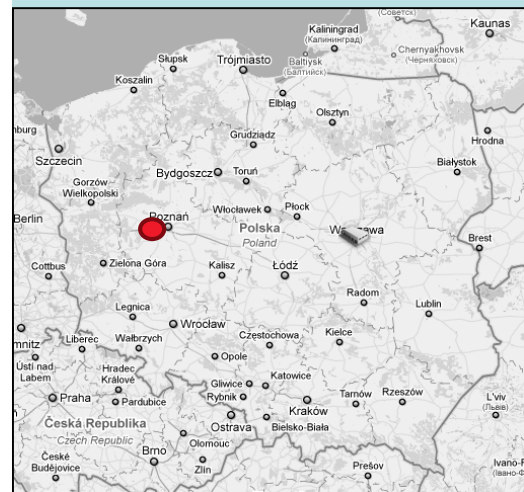 (Советск)
Kaliningrad
(Калининград)
Kaunas
Słupsk
Trójmiasto
Baltiysk
(Балтийск)
Chernyakhovsk
(Черняховск)
Koszalin
Elbląg
Olsztyn
Grudziądz
Hrodna
Szczecin
Bydgoszcz
Toruń
Białystok
Gorzów
Wielkopolski
Włocławek
Płock
Berlin
Poznań
Polska
Poland
Brest
Cottbus
Zielona Góra
Kalisz
Łódź
Radom
Lublin
Legnica
Wrocław
Kielce
Liberec
Wałbrzych
Częstochowa
Ústí nad
Labem
Opole
Hradec
Králové
Gliwice
Katowice
Praha
Pardubice
Rybnik
Kraków
Tarnów
Rzeszów
L'viv
(Львів)
Česká Republika
Czech Republic
Ostrava
Bielsko-Biała
Olomouc
Brno
Zlin
České
Budějovice
Prešov